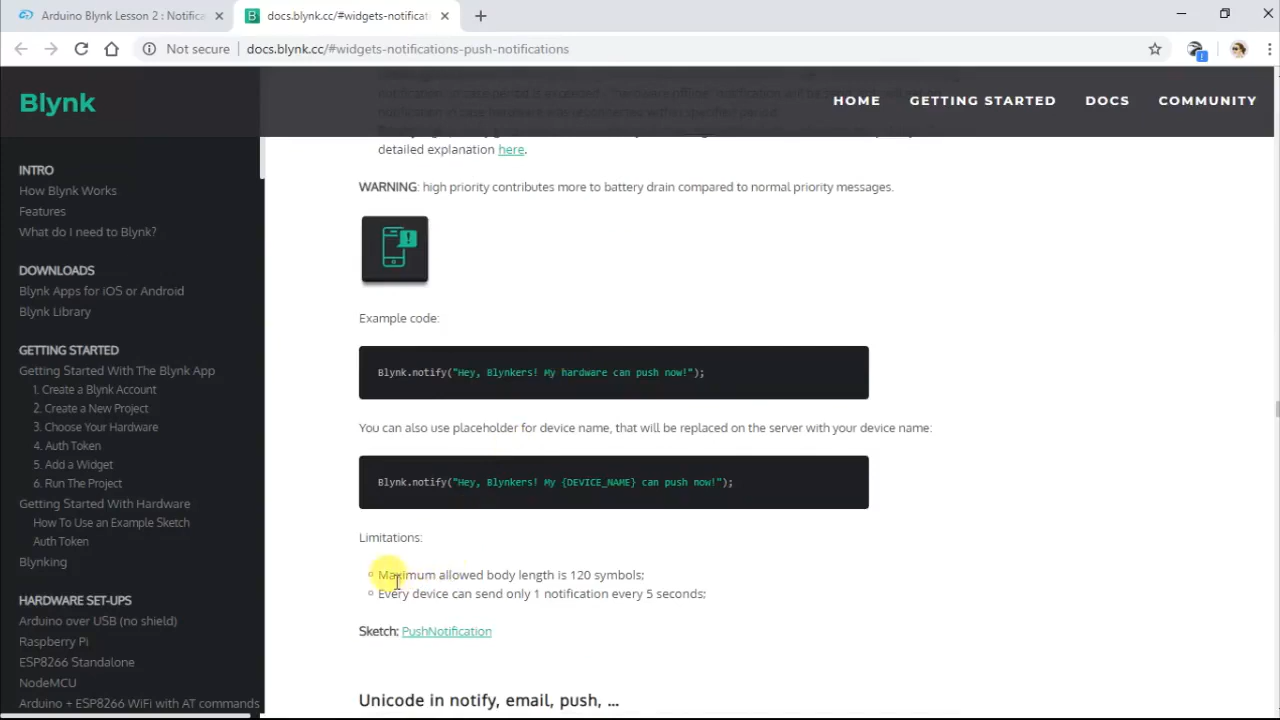 Arduino Blynk Lesson 2 : Notifica
docs.blynk.cc/#widgets-notificati
Not secure
docs.blynk.cc/#widgets-notifications-push-notifications
Blynk
HOME
GETTING STARTED
DOCS
COMMUNITY
INTRO
How Blynk Works
Features
What do I need to Blynk?
DOWNLOADS
Blynk Apps for iOS or Android
Blynk Library
GETTING STARTED
Getting Started With The Blynk App
1. Create a Blynk Account
2. Create a New Project
3. Choose Your Hardware
4. Auth Token
5. Add a Widget
6. Run The Project
Getting Started With Hardware
How To Use an Example Sketch
Auth Token
Blynking
HARDWARE SET-UPS
Arduino over USB (no shield)
Raspberry Pi
ESP8266 Standalone
NodeMCU
Arduino + ESP8266 WiFi with AT commands
notification in case hardware will
detailed explanation here.
WARNING: high priority contributes more to battery drain compared to normal priority messages.
Example code:
Blynk.notify("Hey, Blynkers! My hardware can push now!");
You can also use placeholder for device name, that will be replaced on the server with your device name:
Blynk.notify("Hey, Blynkers! My {DEVICE_NAME} can push now!");
Limitations:
Maximum allowed body length is 120 symbols;
Every device can send only 1 notification every 5 seconds;
Sketch: PushNotification
Unicode in notify, email, push, ...